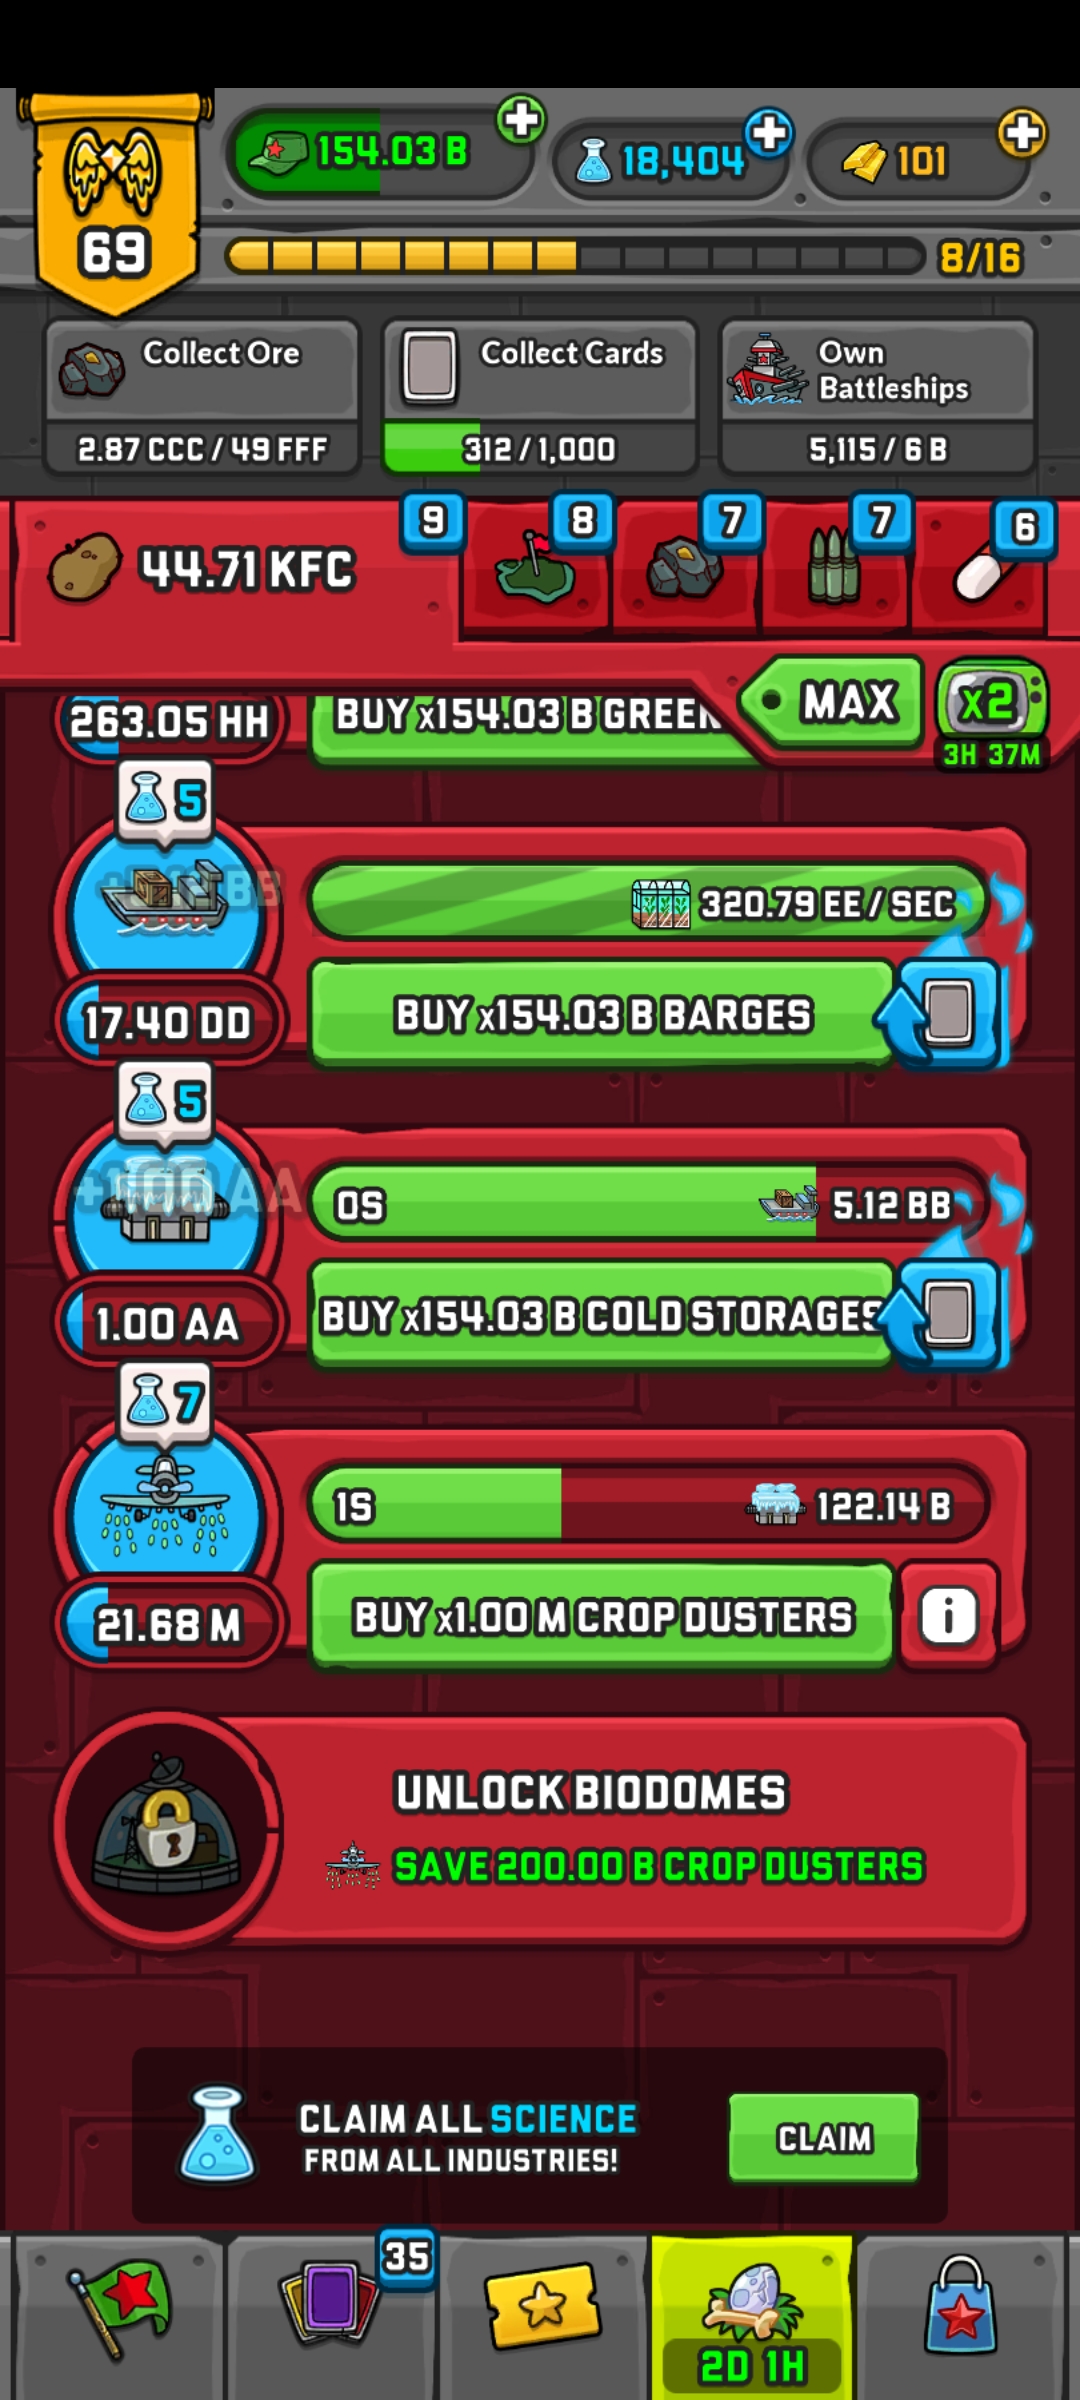 69
154.03 B
18,404
101
8/16
Collect Ore
2.87 CCC / 49 FFF
Collect Cards
312 / 1,000
Own
Battleships
5,115 / 6 B
44.71 KFC
9
8
7
7
6
MAX
x2
3H 37M
263.05 HH
BUY x154.03 B GREEN
5
320.79 EE / SEC
17.40 DD
BUY x154.03 B BARGES
5
+1.00 AA
0S
5.12 BB
1.00 AA
BUY x154.03 B COLD STORAGES
7
1S
122.14 B
21.68 M
BUY x1.00 M CROP DUSTERS
i
UNLOCK BIODOMES
SAVE 200.00 B CROP DUSTERS
CLAIM ALL SCIENCE
FROM ALL INDUSTRIES!
CLAIM
35
2D 1H